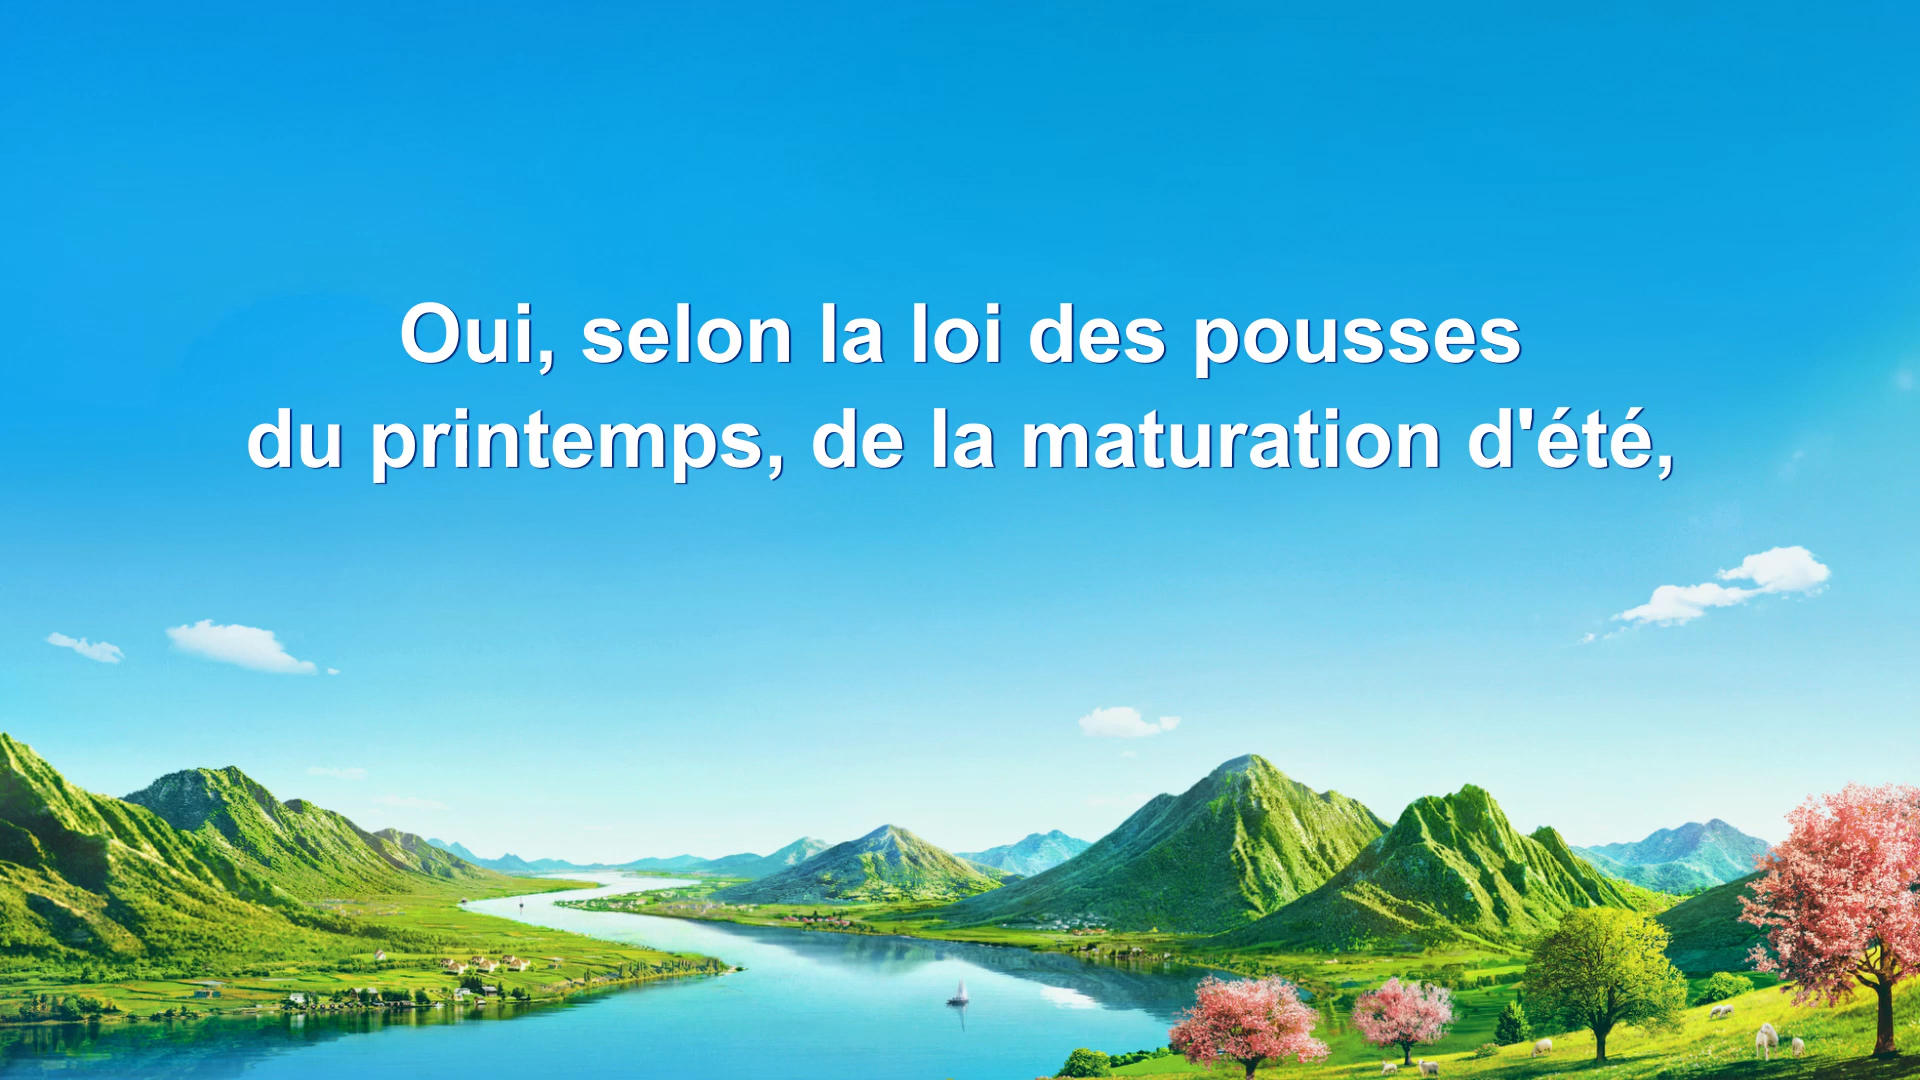 Oui, selon la loi des pousses
du printemps, de la maturation d'été,